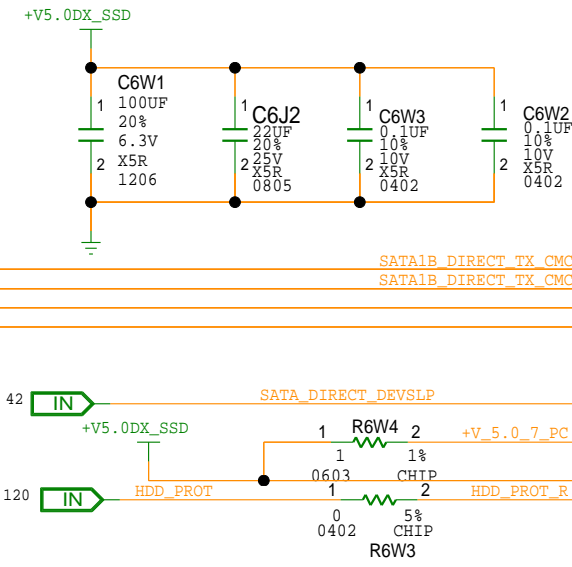 +V5.0DX_SSD
C6W1
1
100UF
20%
6.3V
2
X5R
1206
C6J2
1
22UF
20%
25V
2
X5R
0805
C6W3
1
0.1UF
10%
10V
2
X5R
0402
C6W2
1
0.1UF
10%
10V
2
X5R
0402
SATA1B_DIRECT_TX_CMC
SATA1B_DIRECT_TX_CMC
42 IN SATA_DIRECT_DEVSLP
+V5.0DX_SSD
1 R6W4 2 +V_5.0_7_PC
1 1%
0603 CHIP
120 IN HDD_PROT 1 2 HDD_PROT_R
0 5%
0402 CHIP
R6W3